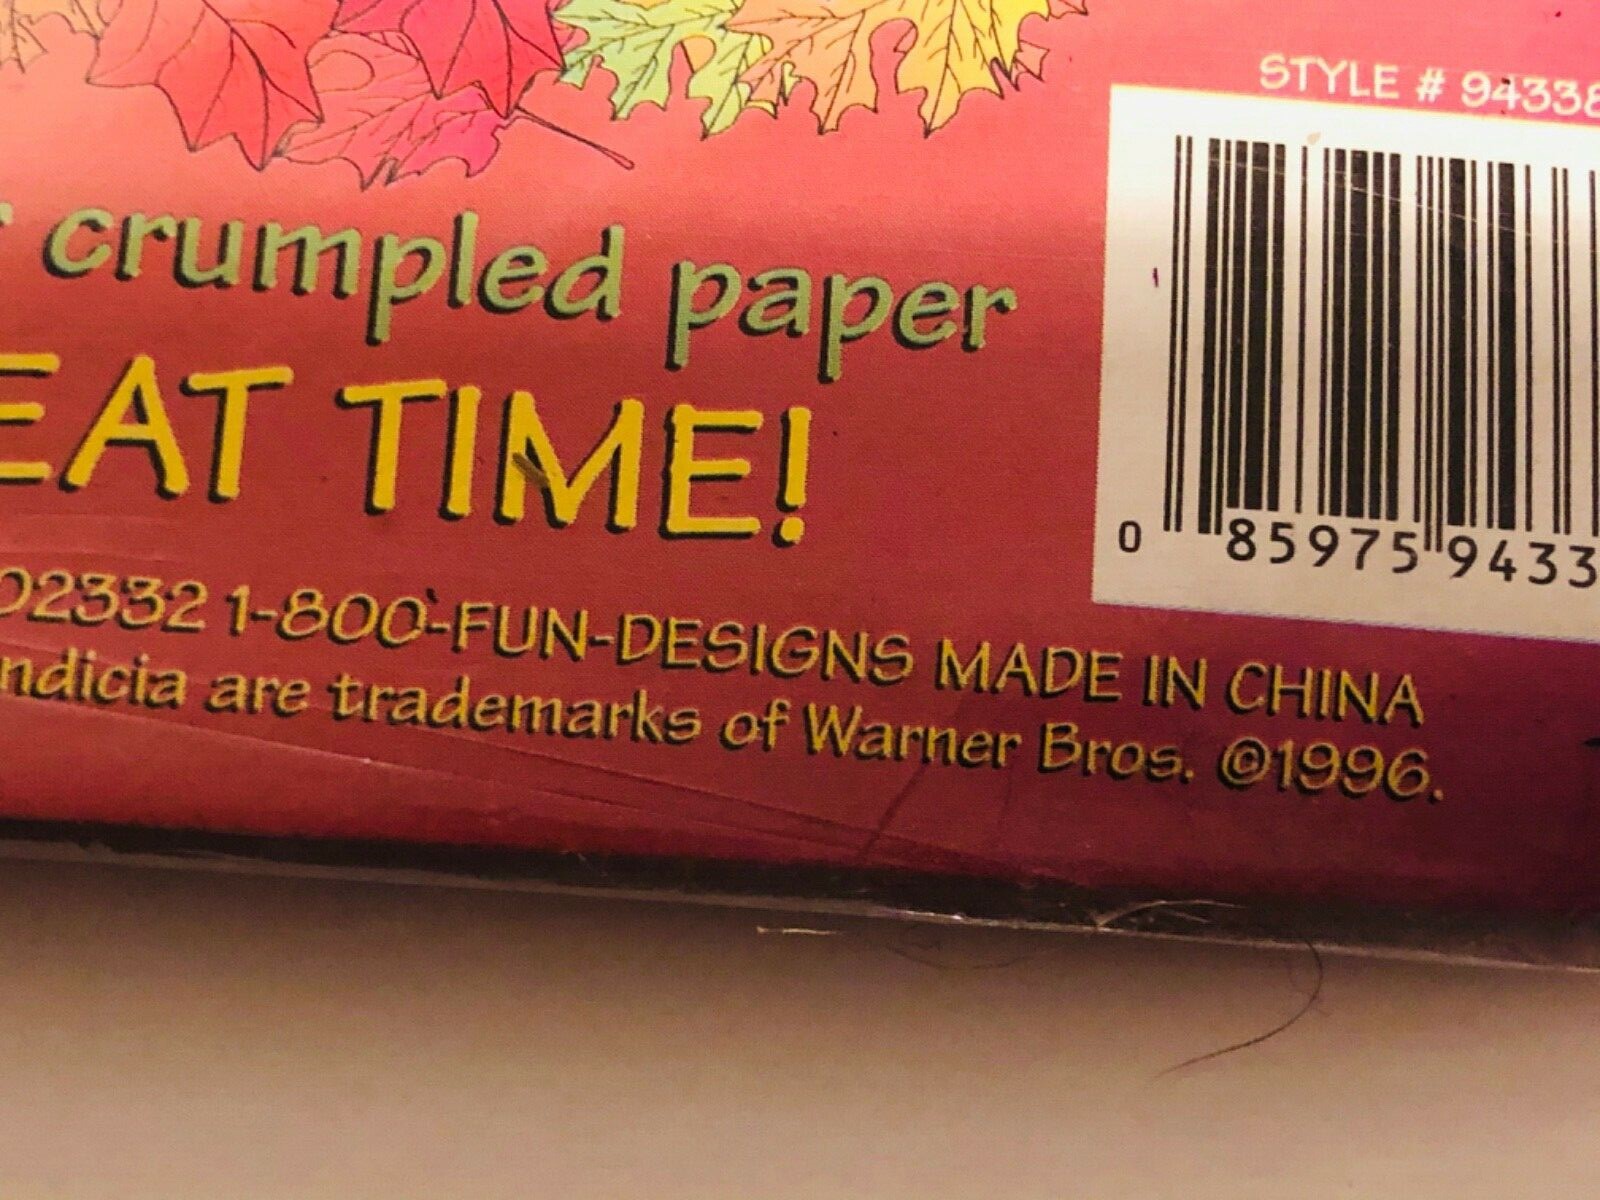 STYLE # 94338
crumpled paper
EAT TIME!
0 85975 9433
02332 1-800-FUN-DESIGNS MADE IN CHINA
ndicia are trademarks of Warner Bros. ©1996.